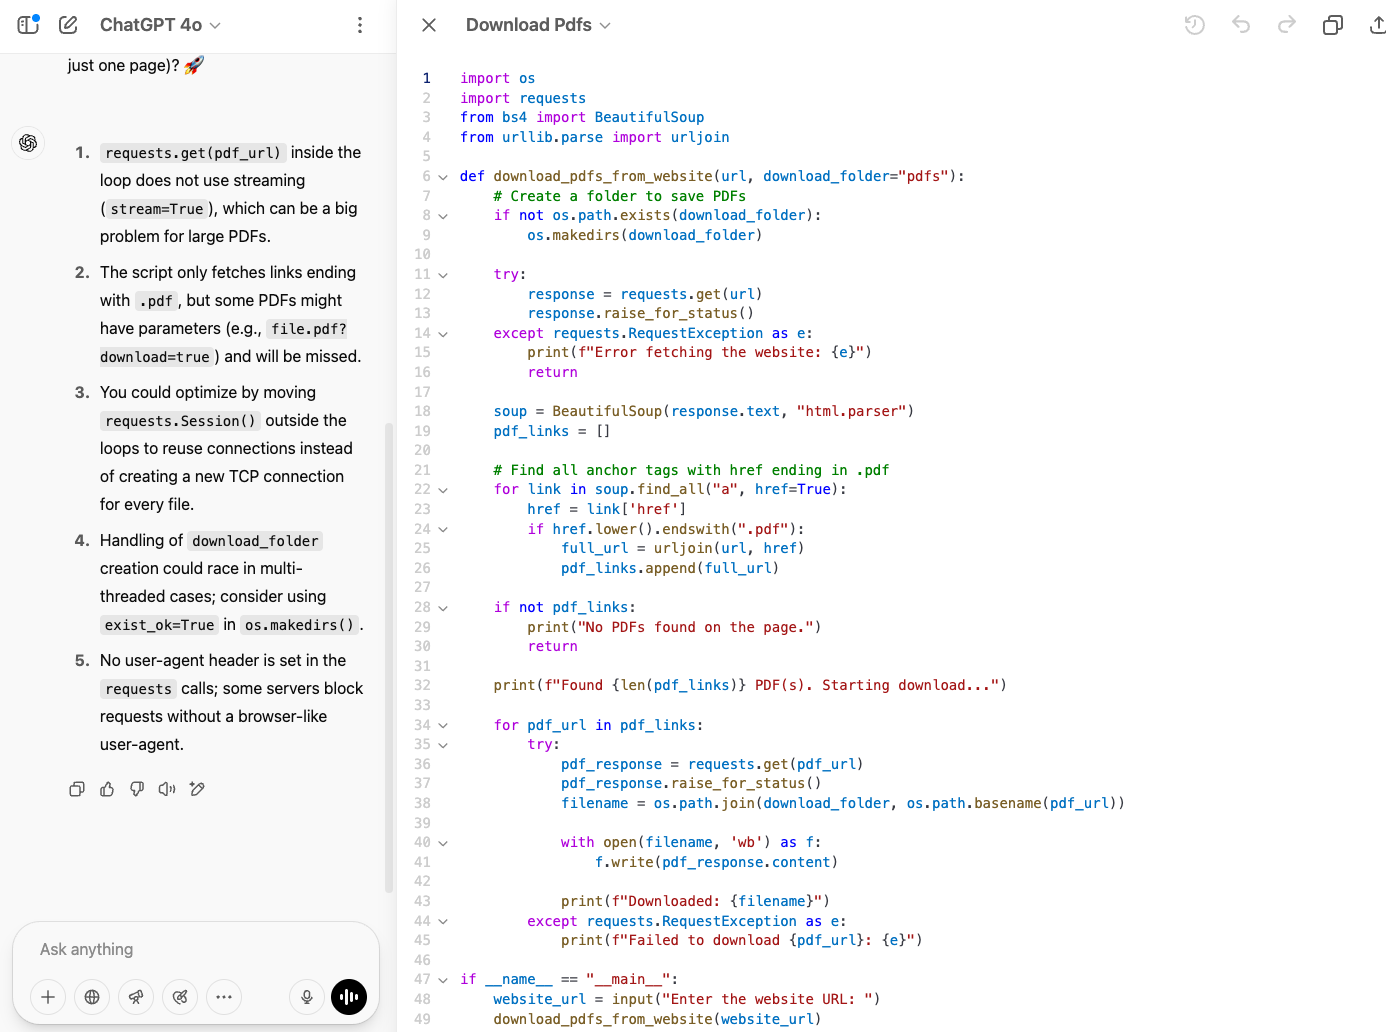 ChatGPT 4o
just one page)? 🚀
1. requests.get(pdf_url) inside the
loop does not use streaming
( stream=True ), which can be a big
problem for large PDFs.
2. The script only fetches links ending
with .pdf , but some PDFs might
have parameters (e.g., file.pdf?
download=true ) and will be missed.
3. You could optimize by moving
requests.Session() outside the
loops to reuse connections instead
of creating a new TCP connection
for every file.
4. Handling of download_folder
creation could race in multi-
threaded cases; consider using
exist_ok=True in os.makedirs() .
5. No user-agent header is set in the
requests calls; some servers block
requests without a browser-like
user-agent.
Ask anything
Download Pdfs
1 import os
2 import requests
3 from bs4 import BeautifulSoup
4 from urllib.parse import urljoin
5
6 def download_pdfs_from_website(url, download_folder="pdfs"):
7     # Create a folder to save PDFs
8     if not os.path.exists(download_folder):
9         os.makedirs(download_folder)
10
11     try:
12         response = requests.get(url)
13         response.raise_for_status()
14     except requests.RequestException as e:
15         print(f"Error fetching the website: {e}")
16         return
17
18     soup = BeautifulSoup(response.text, "html.parser")
19     pdf_links = []
20
21     # Find all anchor tags with href ending in .pdf
22     for link in soup.find_all("a", href=True):
23         href = link['href']
24         if href.lower().endswith(".pdf"):
25             full_url = urljoin(url, href)
26             pdf_links.append(full_url)
27
28     if not pdf_links:
29         print("No PDFs found on the page.")
30         return
31
32     print(f"Found {len(pdf_links)} PDF(s). Starting download...")
33
34     for pdf_url in pdf_links:
35         try:
36             pdf_response = requests.get(pdf_url)
37             pdf_response.raise_for_status()
38             filename = os.path.join(download_folder, os.path.basename(pdf_url))
39
40             with open(filename, 'wb') as f:
41                 f.write(pdf_response.content)
42
43             print(f"Downloaded: {filename}")
44         except requests.RequestException as e:
45             print(f"Failed to download {pdf_url}: {e}")
46
47 if __name__ == "__main__":
48     website_url = input("Enter the website URL: ")
49     download_pdfs_from_website(website_url)